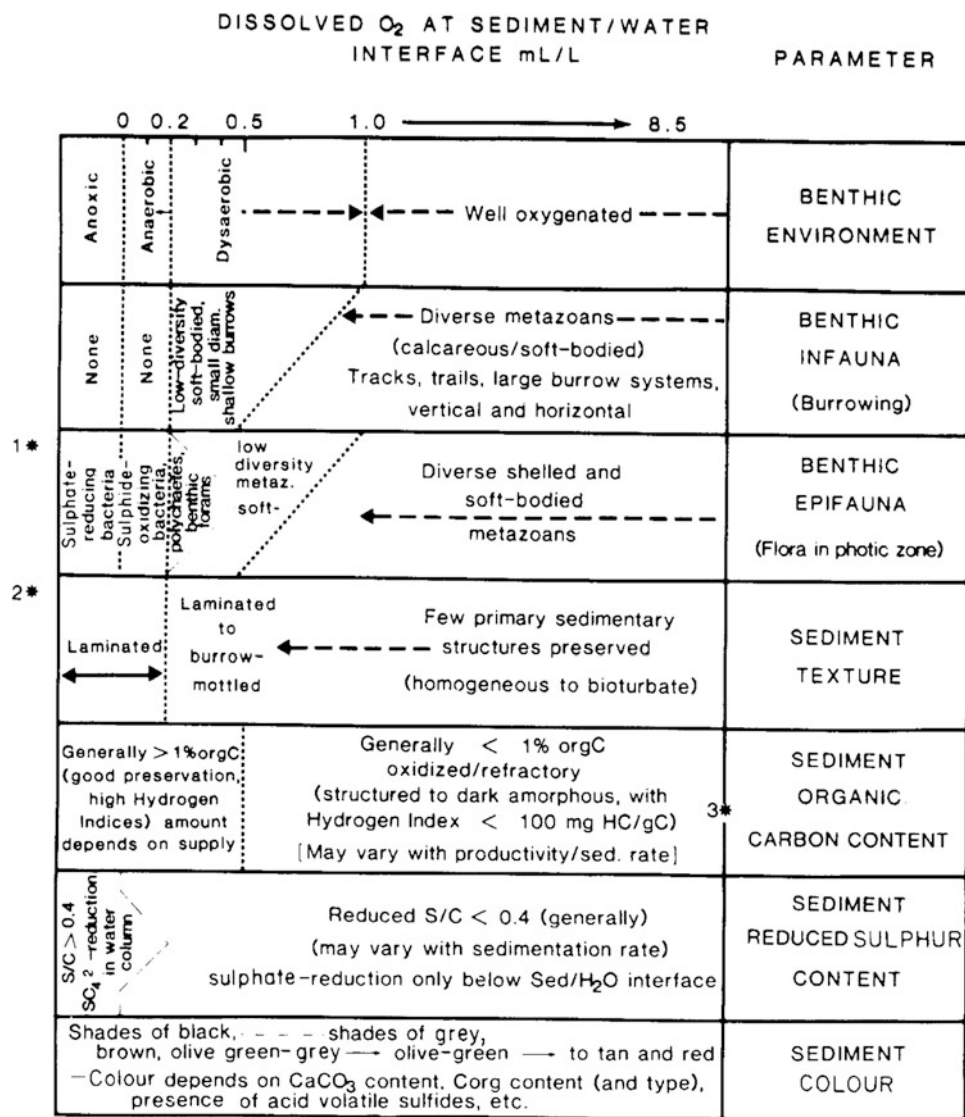 DISSOLVED O₂ AT SEDIMENT/WATER
INTERFACE mL/L
PARAMETER
0 0.2 0.5 1.0 8.5
Anoxic
Anaerobic
Dysaerobic
Well oxygenated
BENTHIC
ENVIRONMENT
None
None
Low-diversity
soft-bodied,
small diam.
shallow burrows
Diverse metazoans
(calcareous/soft-bodied)
Tracks, trails, large burrow systems,
vertical and horizontal
BENTHIC
INFAUNA
(Burrowing)
1*
Sulphate-
reducing
bacteria
Sulphide-
oxidizing
bacteria,
polychaetes,
benthic
forams
low
diversity
metaz.
soft-
Diverse shelled and
soft-bodied
metazoans
BENTHIC
EPIFAUNA
(Flora in photic zone)
2*
Laminated
Laminated
to
burrow-
mottled
Few primary sedimentary
structures preserved
(homogeneous to bioturbate)
SEDIMENT
TEXTURE
Generally > 1% orgC
(good preservation,
high Hydrogen
Indices) amount
depends on supply
Generally < 1% orgC
oxidized/refractory
(structured to dark amorphous, with
Hydrogen Index < 100 mg HC/gC)
[May vary with productivity/sed. rate]
3*
SEDIMENT
ORGANIC
CARBON CONTENT
S/C > 0.4
SC₄² -reduction
in water
column
Reduced S/C < 0.4 (generally)
(may vary with sedimentation rate)
sulphate-reduction only below Sed/H₂O interface
SEDIMENT
REDUCED SULPHUR
CONTENT
Shades of black, - - - - shades of grey,
brown, olive green-grey → olive-green → to tan and red
—Colour depends on CaCO₃ content, Corg content (and type),
presence of acid volatile sulfides, etc.
SEDIMENT
COLOUR